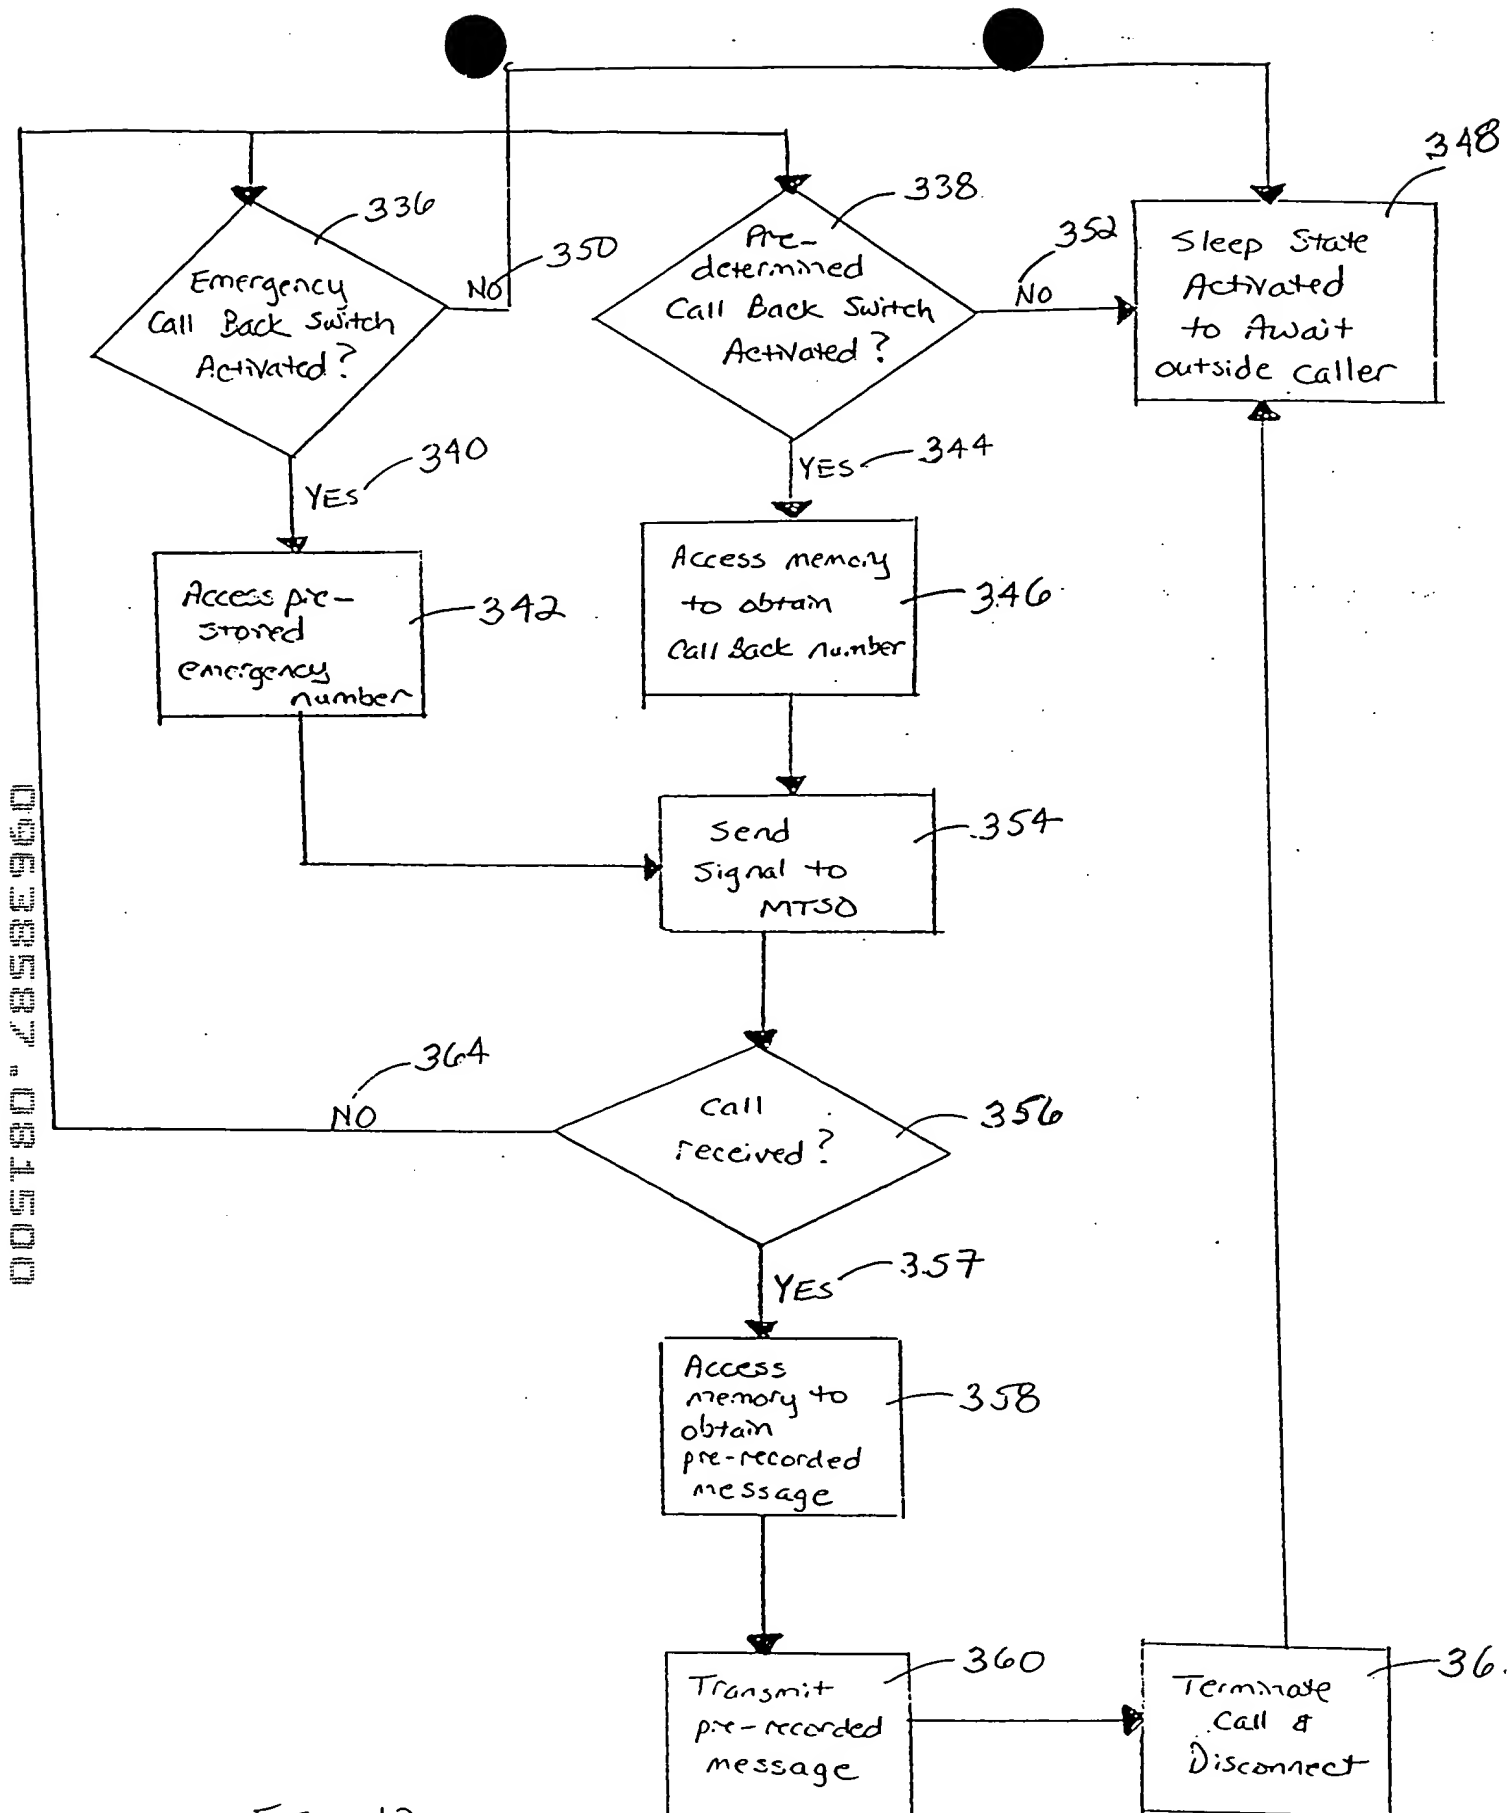 348
336
338
350
352
Emergency
Call Back Switch
Activated?
NO
Pre-
determined
Call Back Switch
Activated?
NO
Sleep State
Activated
to Await
outside caller
YES
340
YES
344
Access pre-
stored
emergency
number
342
Access memory
to obtain
Call Back number
346
Send
Signal to
MTSO
354
09638587.081500
NO
364
Call
received?
356
YES
357
Access
memory to
obtain
pre-recorded
message
358
Transmit
pre-recorded
message
360
Terminate
Call &
Disconnect